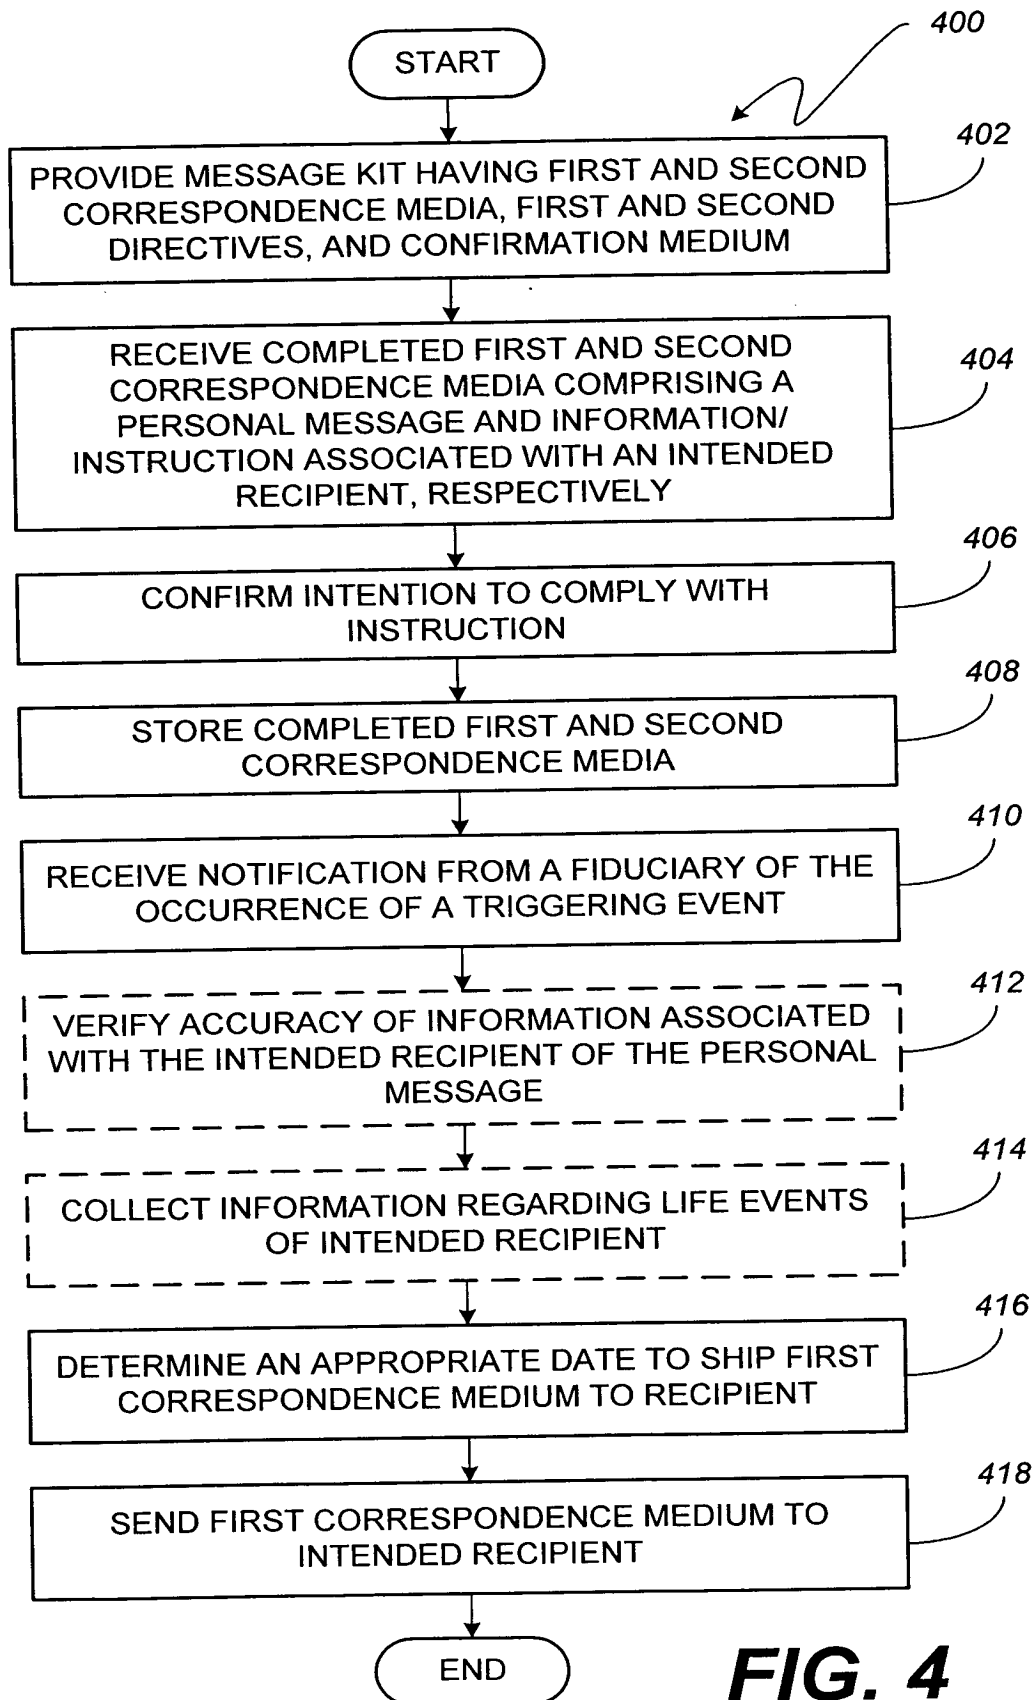 400
START
402
PROVIDE MESSAGE KIT HAVING FIRST AND SECOND
CORRESPONDENCE MEDIA, FIRST AND SECOND
DIRECTIVES, AND CONFIRMATION MEDIUM
404
RECEIVE COMPLETED FIRST AND SECOND
CORRESPONDENCE MEDIA COMPRISING A
PERSONAL MESSAGE AND INFORMATION/
INSTRUCTION ASSOCIATED WITH AN INTENDED
RECIPIENT, RESPECTIVELY
406
CONFIRM INTENTION TO COMPLY WITH
INSTRUCTION
408
STORE COMPLETED FIRST AND SECOND
CORRESPONDENCE MEDIA
410
RECEIVE NOTIFICATION FROM A FIDUCIARY OF THE
OCCURRENCE OF A TRIGGERING EVENT
412
VERIFY ACCURACY OF INFORMATION ASSOCIATED
WITH THE INTENDED RECIPIENT OF THE PERSONAL
MESSAGE
414
COLLECT INFORMATION REGARDING LIFE EVENTS
OF INTENDED RECIPIENT
416
DETERMINE AN APPROPRIATE DATE TO SHIP FIRST
CORRESPONDENCE MEDIUM TO RECIPIENT
418
SEND FIRST CORRESPONDENCE MEDIUM TO
INTENDED RECIPIENT
END
FIG. 4